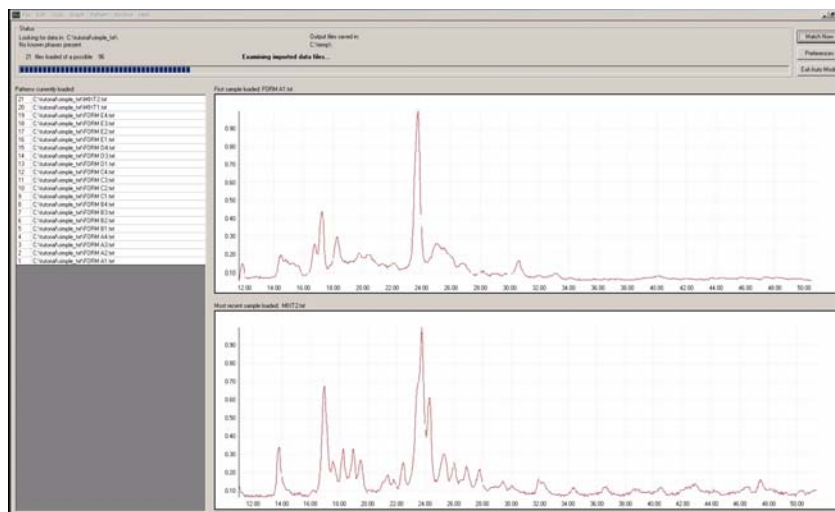 File Edit Tools Graph Pattern Window Help
Status
Looking for data in: C:\tutorial\simple_txt\
No known phases present
Output files saved in:
C:\temp\
21 files loaded of a possible 96
Examining imported data files...
Match Now
Preferences
Exit Auto Mode
Patterns currently loaded:
21 C:\tutorial\simple_txt\MIXT2.txt
20 C:\tutorial\simple_txt\MIXT1.txt
19 C:\tutorial\simple_txt\FORM E4.txt
18 C:\tutorial\simple_txt\FORM E3.txt
17 C:\tutorial\simple_txt\FORM E2.txt
16 C:\tutorial\simple_txt\FORM E1.txt
15 C:\tutorial\simple_txt\FORM D4.txt
14 C:\tutorial\simple_txt\FORM D3.txt
13 C:\tutorial\simple_txt\FORM D1.txt
12 C:\tutorial\simple_txt\FORM C4.txt
11 C:\tutorial\simple_txt\FORM C3.txt
10 C:\tutorial\simple_txt\FORM C2.txt
9 C:\tutorial\simple_txt\FORM C1.txt
8 C:\tutorial\simple_txt\FORM B4.txt
7 C:\tutorial\simple_txt\FORM B3.txt
6 C:\tutorial\simple_txt\FORM B2.txt
5 C:\tutorial\simple_txt\FORM B1.txt
4 C:\tutorial\simple_txt\FORM A4.txt
3 C:\tutorial\simple_txt\FORM A3.txt
2 C:\tutorial\simple_txt\FORM A2.txt
1 C:\tutorial\simple_txt\FORM A1.txt
First sample loaded: FORM A1.txt
0.90
0.80
0.70
0.60
0.50
0.40
0.30
0.20
0.10
12.00 14.00 16.00 18.00 20.00 22.00 24.00 26.00 28.00 30.00 32.00 34.00 36.00 38.00 40.00 42.00 44.00 46.00 48.00 50.00
Most recent sample loaded: MIXT2.txt
0.90
0.80
0.70
0.60
0.50
0.40
0.30
0.20
0.10
12.00 14.00 16.00 18.00 20.00 22.00 24.00 26.00 28.00 30.00 32.00 34.00 36.00 38.00 40.00 42.00 44.00 46.00 48.00 50.00